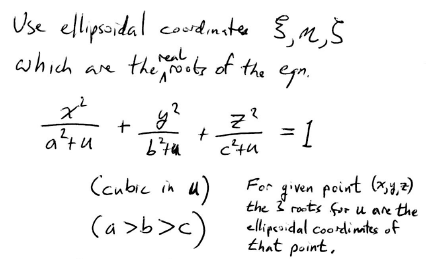 Use ellipsoidal coordinates ξ, η, ζ
which are the real roots of the eqn.
x²/(a²+u) + y²/(b²+u) + z²/(c²+u) = 1
(cubic in u)
(a > b > c)
For given point (x,y,z)
the 3 roots for u are the
ellipsoidal coordinates of
that point.